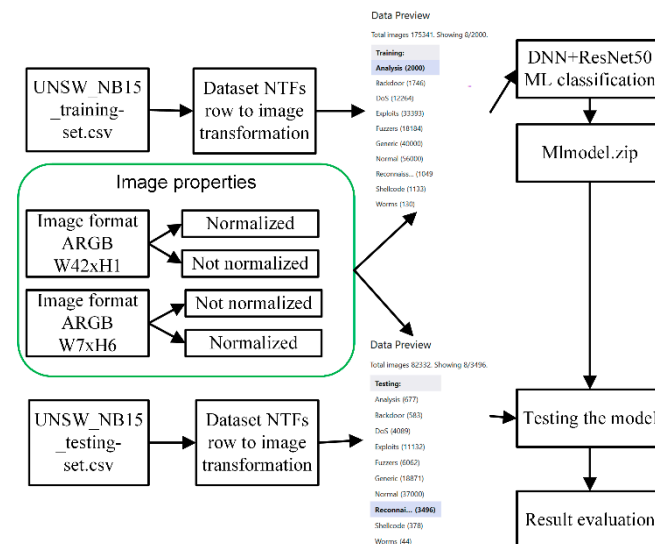 Data Preview
Total images 175341. Showing 8/2000.
Training:
Analysis (2000)
Backdoor (1746)
DoS (12264)
Exploits (33393)
Fuzzers (18184)
Generic (40000)
Normal (56000)
Reconnaiss... (1049
Shellcode (1133)
Worms (130)
UNSW_NB15
_training-
set.csv
Dataset NTFs
row to image
transformation
DNN+ResNet50
ML classification
Mlmodel.zip
Image properties
Image format
ARGB
W42xH1
Normalized
Not normalized
Image format
ARGB
W7xH6
Not normalized
Normalized
Data Preview
Total images 82332. Showing 8/3496.
Testing:
Analysis (677)
Backdoor (583)
DoS (4089)
Exploits (11132)
Fuzzers (6062)
Generic (18871)
Normal (37000)
Reconnai... (3496)
Shellcode (378)
Worms (44)
UNSW_NB15
_testing-
set.csv
Dataset NTFs
row to image
transformation
Testing the model
Result evaluation